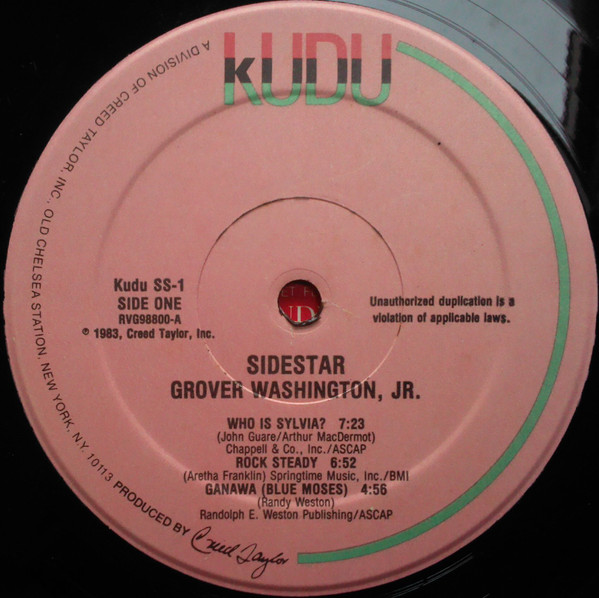 KUDU
A DIVISION OF CREED TAYLOR, INC., OLD CHELSEA STATION, NEW YORK, N.Y. 10113 PRODUCED BY Creed Taylor
Kudu SS-1
SIDE ONE
RVG98800-A
℗ 1983, Creed Taylor, Inc.
Unauthorized duplication is a
violation of applicable laws.
SIDESTAR
GROVER WASHINGTON, JR.
WHO IS SYLVIA? 7:23
(John Guare/Arthur MacDermot)
Chappell & Co., Inc./ASCAP
ROCK STEADY 6:52
(Aretha Franklin) Springtime Music, Inc./BMI
GANAWA (BLUE MOSES) 4:56
(Randy Weston)
Randolph E. Weston Publishing/ASCAP